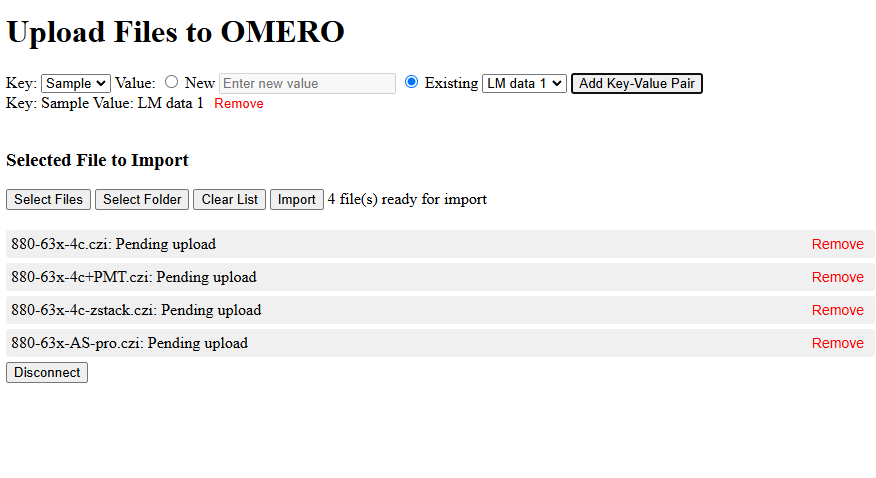 Upload Files to OMERO
Key: Sample Value: New Enter new value Existing LM data 1 Add Key-Value Pair
Key: Sample Value: LM data 1 Remove
Selected File to Import
Select Files Select Folder Clear List Import 4 file(s) ready for import
880-63x-4c.czi: Pending upload Remove
880-63x-4c+PMT.czi: Pending upload Remove
880-63x-4c-zstack.czi: Pending upload Remove
880-63x-AS-pro.czi: Pending upload Remove
Disconnect